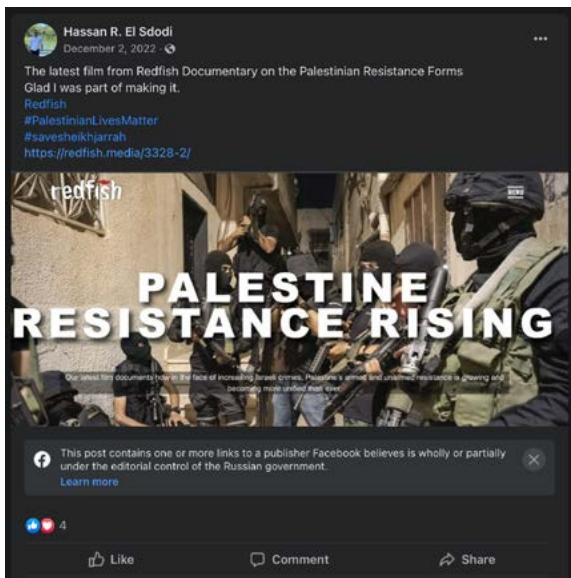 Hassan R. El Sdodi
December 2, 2022 ·
The latest film from Redfish Documentary on the Palestinian Resistance Forms
Glad I was part of making it.
Redfish
#PalestinianLivesMatter
#savesheikhjarrah
https://redfish.media/3328-2/
redfish
MENU
PALESTINE
RESISTANCE RISING
Our latest film documents how in the face of increasing Israeli crimes, Palestine's armed and unarmed resistance is growing and
becoming more unified than ever.
This post contains one or more links to a publisher Facebook believes is wholly or partially
under the editorial control of the Russian government.
Learn more
4
Like Comment Share